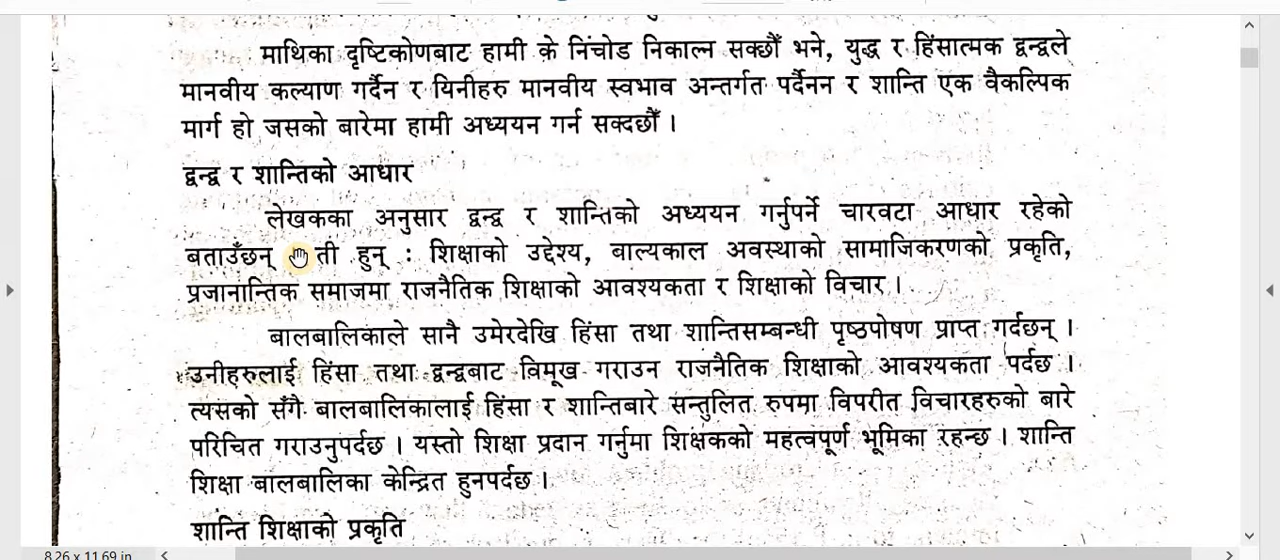 माथिका दृष्टिकोणबाट हामी के निंचोड निकाल्न सक्छौं भने, युद्ध र हिंसात्मक द्वन्द्वले
मानवीय कल्याण गर्दैन र यिनीहरु मानवीय स्वभाव अन्तर्गत पर्दैनन र शान्ति एक वैकल्पिक
मार्ग हो जसको बारेमा हामी अध्ययन गर्न सक्दछौं ।
द्वन्द्व र शान्तिको आधार
लेखकका अनुसार द्वन्द्व र शान्तिको अध्ययन गर्नुपर्ने चारवटा आधार रहेको
बताउँछन् ती हुन् : शिक्षाको उद्देश्य, बाल्यकाल अवस्थाको सामाजिकरणको प्रकृति,
प्रजानान्तिक समाजमा राजनैतिक शिक्षाको आवश्यकता र शिक्षाको विचार ।
बालबालिकाले सानै उमेरदेखि हिंसा तथा शान्तिसम्बन्धी पृष्ठपोषण प्राप्त गर्दछन् ।
उनीहरुलाई हिंसा तथा द्वन्द्वबाट विमूख गराउन राजनैतिक शिक्षाको आवश्यकता पर्दछ ।
त्यसको सँगै बालबालिकालाई हिंसा र शान्तिबारे सन्तुलित रुपमा विपरीत विचारहरुको बारे
परिचित गराउनुपर्दछ । यस्तो शिक्षा प्रदान गर्नुमा शिक्षकको महत्वपूर्ण भूमिका रहन्छ । शान्ति
शिक्षा बालबालिका केन्द्रित हुनपर्दछ ।
शान्ति शिक्षाको प्रकृति
8.26 x 11.69 in